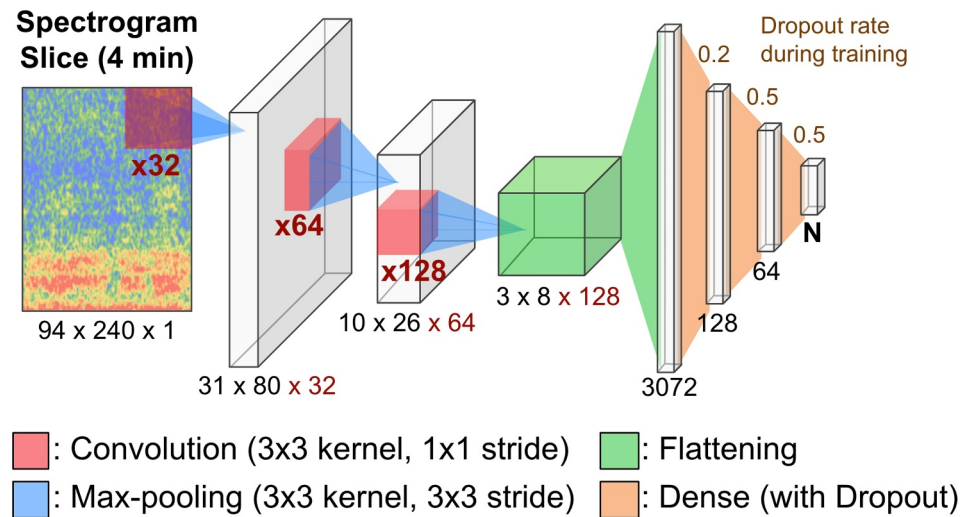 Spectrogram
Slice (4 min)
Dropout rate
during training
0.2
0.5
0.5
x32
x64
x128
N
64
128
3 x 8 x 128
10 x 26 x 64
94 x 240 x 1
31 x 80 x 32
3072
: Convolution (3x3 kernel, 1x1 stride)
: Flattening
: Max-pooling (3x3 kernel, 3x3 stride)
: Dense (with Dropout)